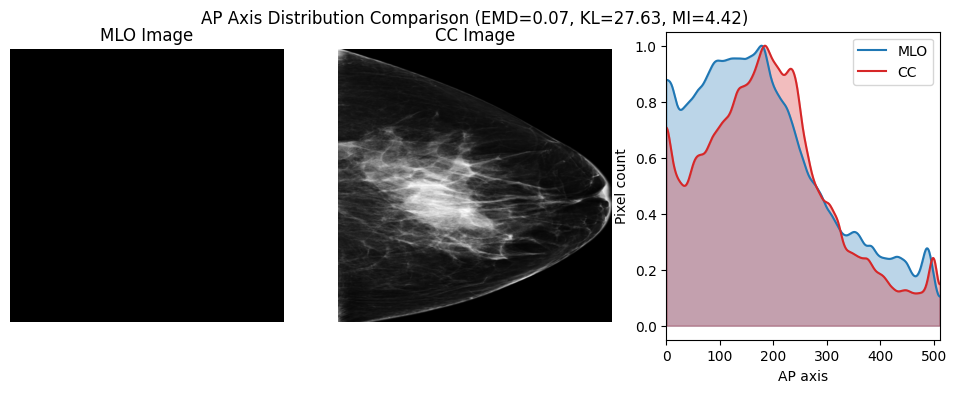 AP Axis Distribution Comparison (EMD=0.07, KL=27.63, MI=4.42)
MLO Image
CC Image
MLO
CC
Pixel count
1.0
0.8
0.6
0.4
0.2
0.0
0 100 200 300 400 500
AP axis